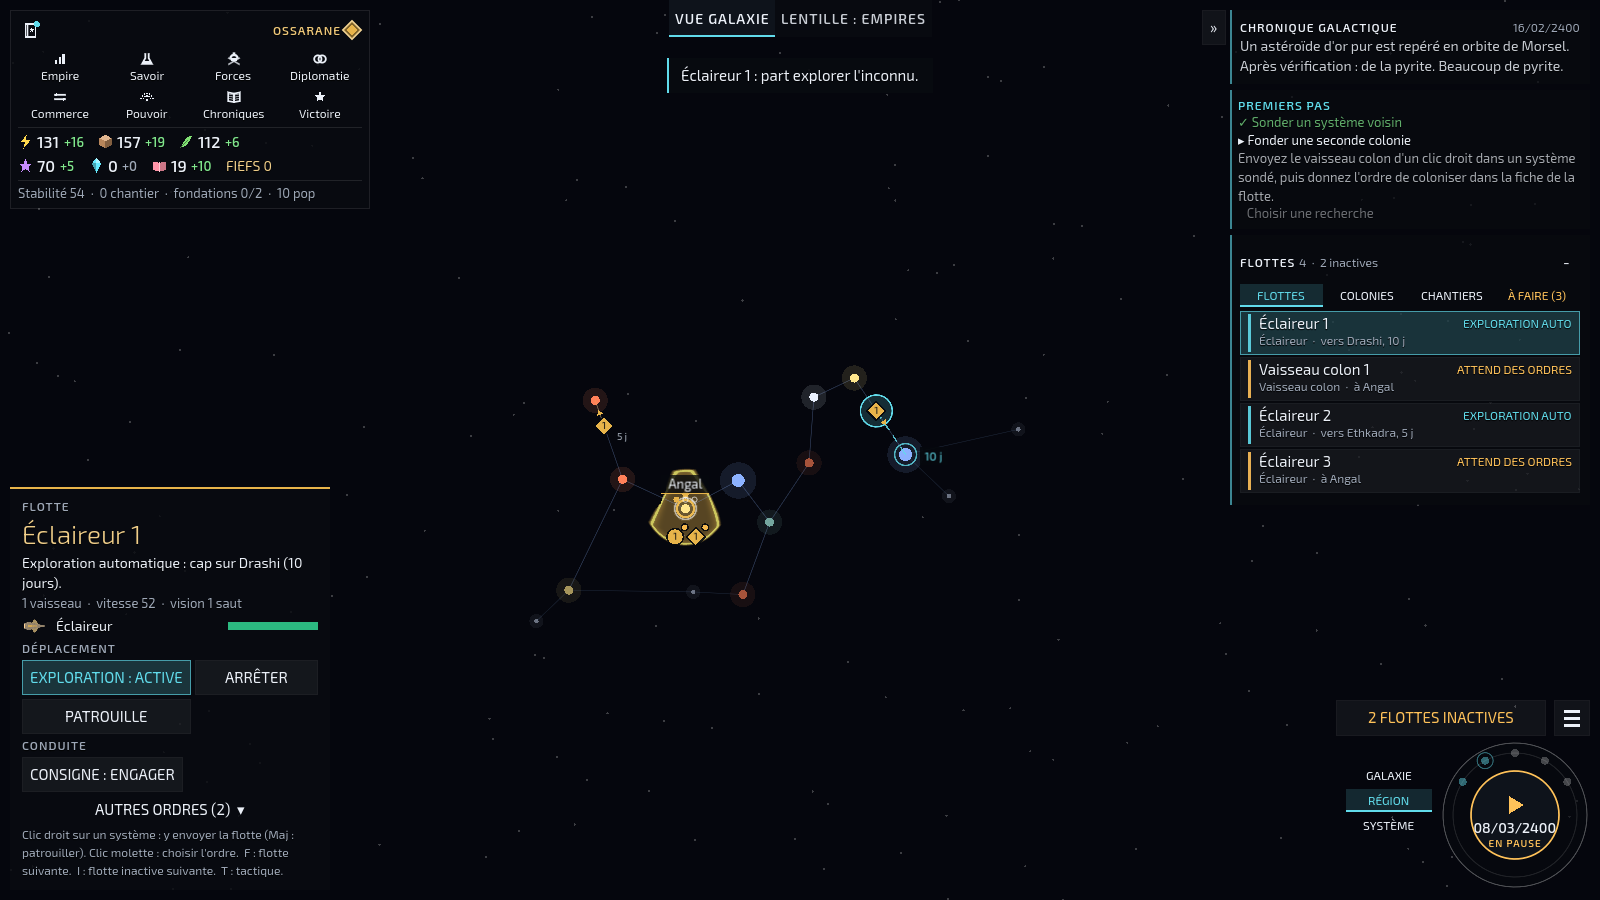 OSSARANE
Empire
Savoir
Forces
Diplomatie
Commerce
Pouvoir
Chroniques
Victoire
131 +16
157 +19
112 +6
70 +5
0 +0
19 +10
FIEFS 0
Stabilité 54 · 0 chantier · fondations 0/2 · 10 pop
VUE GALAXIE
LENTILLE : EMPIRES
Éclaireur 1 : part explorer l'inconnu.
»
CHRONIQUE GALACTIQUE
16/02/2400
Un astéroïde d'or pur est repéré en orbite de Morsel.
Après vérification : de la pyrite. Beaucoup de pyrite.
PREMIERS PAS
✓ Sonder un système voisin
▸ Fonder une seconde colonie
Envoyez le vaisseau colon d'un clic droit dans un système
sondé, puis donnez l'ordre de coloniser dans la fiche de la
flotte.
Choisir une recherche
FLOTTES 4 · 2 inactives
-
FLOTTES
COLONIES
CHANTIERS
À FAIRE (3)
Éclaireur 1
EXPLORATION AUTO
Éclaireur · vers Drashi, 10 j
Vaisseau colon 1
ATTEND DES ORDRES
Vaisseau colon · à Angal
Éclaireur 2
EXPLORATION AUTO
Éclaireur · vers Ethkadra, 5 j
Éclaireur 3
ATTEND DES ORDRES
Éclaireur · à Angal
1
5 j
1
10 j
Angal
1
1
FLOTTE
Éclaireur 1
Exploration automatique : cap sur Drashi (10
jours).
1 vaisseau · vitesse 52 · vision 1 saut
Éclaireur
DÉPLACEMENT
EXPLORATION : ACTIVE
ARRÊTER
PATROUILLE
CONDUITE
CONSIGNE : ENGAGER
AUTRES ORDRES (2) ▾
Clic droit sur un système : y envoyer la flotte (Maj :
patrouiller). Clic molette : choisir l'ordre. F : flotte
suivante. I : flotte inactive suivante. T : tactique.
2 FLOTTES INACTIVES
GALAXIE
RÉGION
SYSTÈME
08/03/2400
EN PAUSE